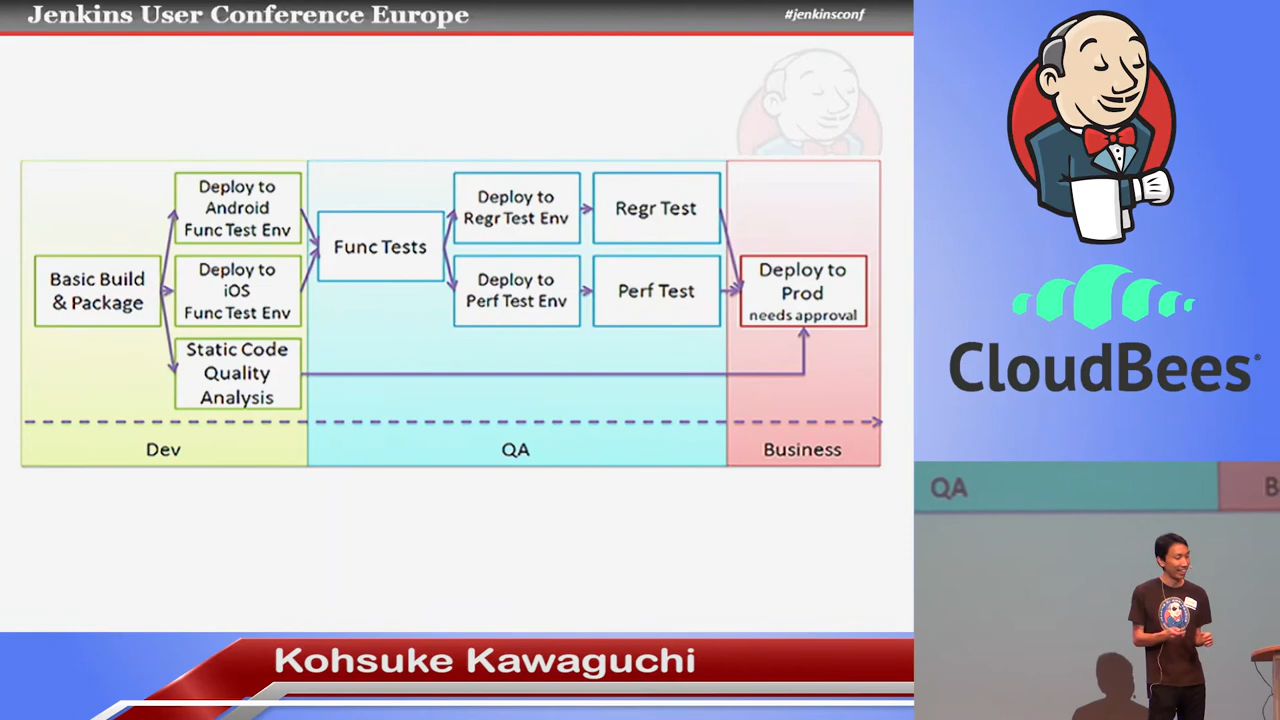 Jenkins User Conference Europe
#jenkinsconf
Deploy to
Android
Func Test Env
Basic Build
& Package
Deploy to
iOS
Func Test Env
Static Code
Quality
Analysis
Func Tests
Deploy to
Regr Test Env
Regr Test
Deploy to
Perf Test Env
Perf Test
Deploy to
Prod
needs approval
Dev
QA
Business
CloudBees
QA
B
Kohsuke Kawaguchi